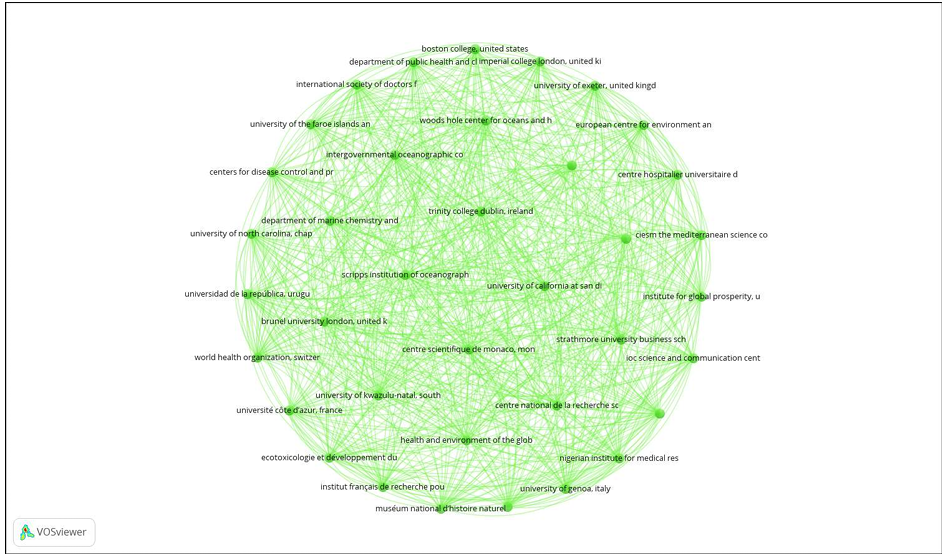 boston college, united states
department of public health and cl
imperial college london, united ki
international society of doctors f
university of exeter, united kingd
university of the faroe islands an
woods hole center for oceans and h
european centre for environment an
intergovernmental oceanographic co
centers for disease control and pr
centre hospitalier universitaire d
trinity college dublin, ireland
department of marine chemistry and
university of north carolina, chap
ciesm the mediterranean science co
scripps institution of oceanograph
university of california at san di
universidad de la república, urugu
institute for global prosperity, u
brunel university london, united k
strathmore university business sch
centre scientifique de monaco, mon
world health organization, switzer
ioc science and communication cent
university of kwazulu-natal, south
centre national de la recherche sc
université côte d'azur, france
health and environment of the glob
ecotoxicologie et développement du
nigerian institute for medical res
institut français de recherche pou
university of genoa, italy
muséum national d'histoire naturel
VOSviewer